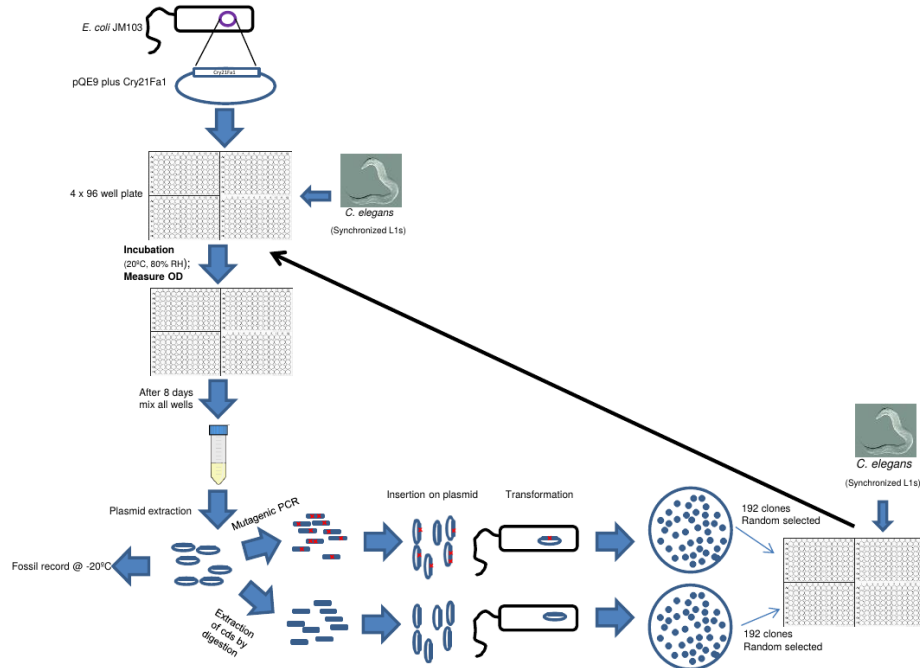 E. coli JM103
Cry21Fa1
pQE9 plus Cry21Fa1
4 x 96 well plate
C. elegans
(Synchronized L1s)
Incubation
(20ºC, 80% RH);
Measure OD
After 8 days
mix all wells
C. elegans
(Synchronized L1s)
Plasmid extraction
Mutagenic PCR
Insertion on plasmid
Transformation
192 clones
Random selected
Fossil record @ -20ºC
Extraction
of cds by
digestion
192 clones
Random selected